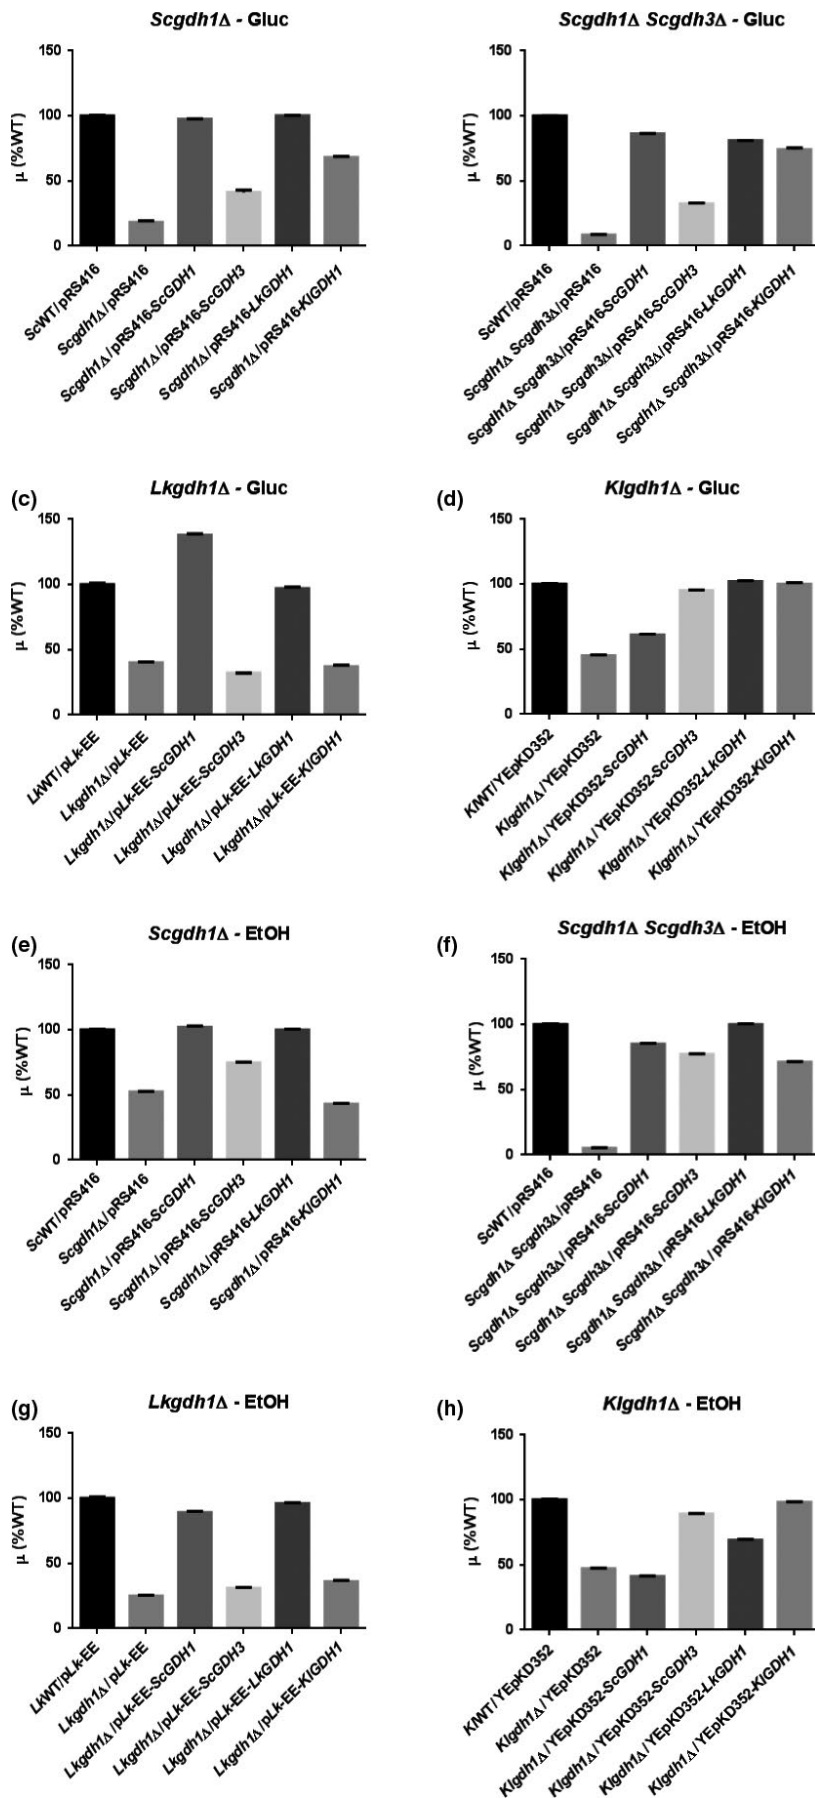 Scgdh1Δ - Gluc
150
100
50
0
μ (%WT)
ScWT/pRS416
Scgdh1Δ/pRS416
Scgdh1Δ/pRS416-ScGDH1
Scgdh1Δ/pRS416-ScGDH3
Scgdh1Δ/pRS416-LkGDH1
Scgdh1Δ/pRS416-KlGDH1
Scgdh1Δ Scgdh3Δ - Gluc
150
100
50
0
μ (%WT)
ScWT/pRS416
Scgdh1Δ Scgdh3Δ/pRS416
Scgdh1Δ Scgdh3Δ/pRS416-ScGDH1
Scgdh1Δ Scgdh3Δ/pRS416-ScGDH3
Scgdh1Δ Scgdh3Δ/pRS416-LkGDH1
Scgdh1Δ Scgdh3Δ/pRS416-KlGDH1
(c)
Lkgdh1Δ - Gluc
150
100
50
0
μ (%WT)
LkWT/pLk-EE
Lkgdh1Δ/pLk-EE
Lkgdh1Δ/pLk-EE-ScGDH1
Lkgdh1Δ/pLk-EE-ScGDH3
Lkgdh1Δ/pLk-EE-LkGDH1
Lkgdh1Δ/pLk-EE-KlGDH1
(d)
Klgdh1Δ - Gluc
150
100
50
0
μ (%WT)
KlWT/YEpKD352
Klgdh1Δ/YEpKD352
Klgdh1Δ/YEpKD352-ScGDH1
Klgdh1Δ/YEpKD352-ScGDH3
Klgdh1Δ/YEpKD352-LkGDH1
Klgdh1Δ/YEpKD352-KlGDH1
(e)
Scgdh1Δ - EtOH
150
100
50
0
μ (%WT)
ScWT/pRS416
Scgdh1Δ/pRS416
Scgdh1Δ/pRS416-ScGDH1
Scgdh1Δ/pRS416-ScGDH3
Scgdh1Δ/pRS416-LkGDH1
Scgdh1Δ/pRS416-KlGDH1
(f)
Scgdh1Δ Scgdh3Δ - EtOH
150
100
50
0
μ (%WT)
ScWT/pRS416
Scgdh1Δ Scgdh3Δ/pRS416
Scgdh1Δ Scgdh3Δ/pRS416-ScGDH1
Scgdh1Δ Scgdh3Δ/pRS416-ScGDH3
Scgdh1Δ Scgdh3Δ/pRS416-LkGDH1
Scgdh1Δ Scgdh3Δ/pRS416-KlGDH1
(g)
Lkgdh1Δ - EtOH
150
100
50
0
μ (%WT)
LkWT/pLk-EE
Lkgdh1Δ/pLk-EE
Lkgdh1Δ/pLk-EE-ScGDH1
Lkgdh1Δ/pLk-EE-ScGDH3
Lkgdh1Δ/pLk-EE-LkGDH1
Lkgdh1Δ/pLk-EE-KlGDH1
(h)
Klgdh1Δ - EtOH
150
100
50
0
μ (%WT)
KlWT/YEpKD352
Klgdh1Δ/YEpKD352
Klgdh1Δ/YEpKD352-ScGDH1
Klgdh1Δ/YEpKD352-ScGDH3
Klgdh1Δ/YEpKD352-LkGDH1
Klgdh1Δ/YEpKD352-KlGDH1